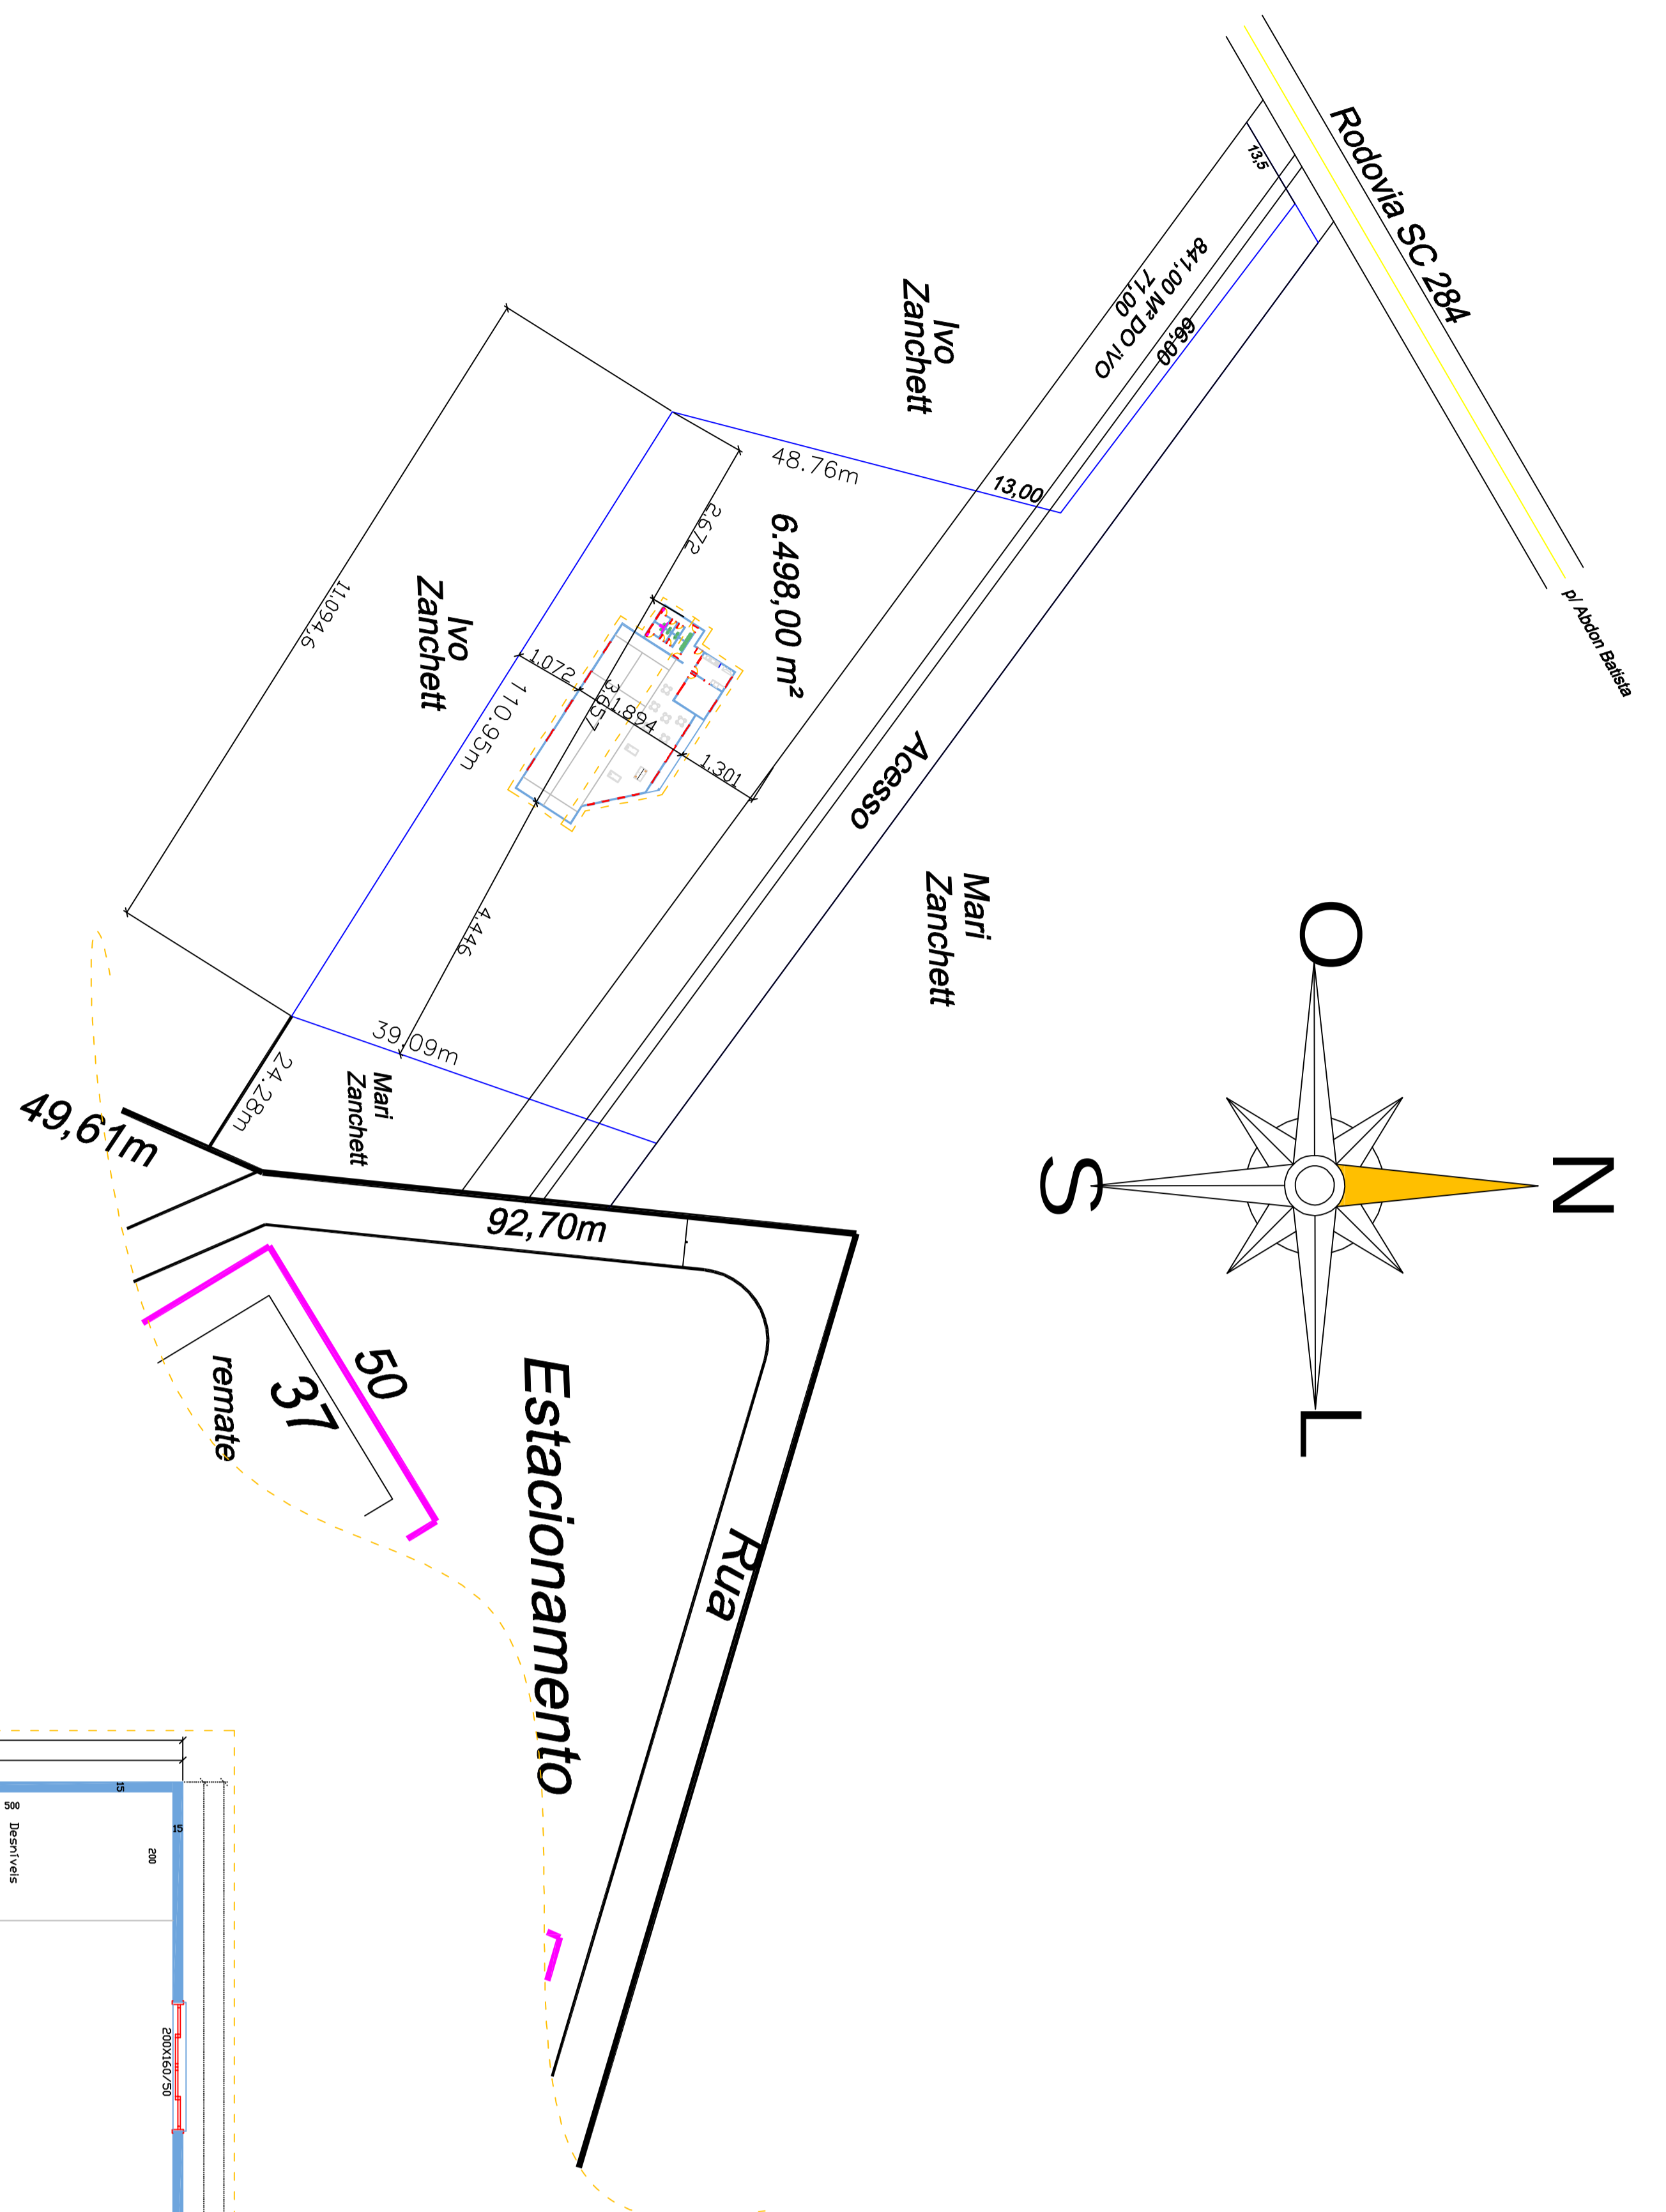 Rodovia SC 284
p/ Abdon Batista
13,5
841,00 M² DO IVO
71,00
66,00
Ivo
Zanchett
48.76m
13,00
6.498,00 m²
2.672
11.094,6
Ivo
Zanchett
1.072
110.95m
3.657
1.894
1.301
Acesso
Mari
Zanchett
4.446
39.09m
Mari
Zanchett
24.28m
49,61m
92,70m
O
N
S
L
50
37
remate
Estacionamento
Rua
15
15
500
Desníveis
200
200X160/50